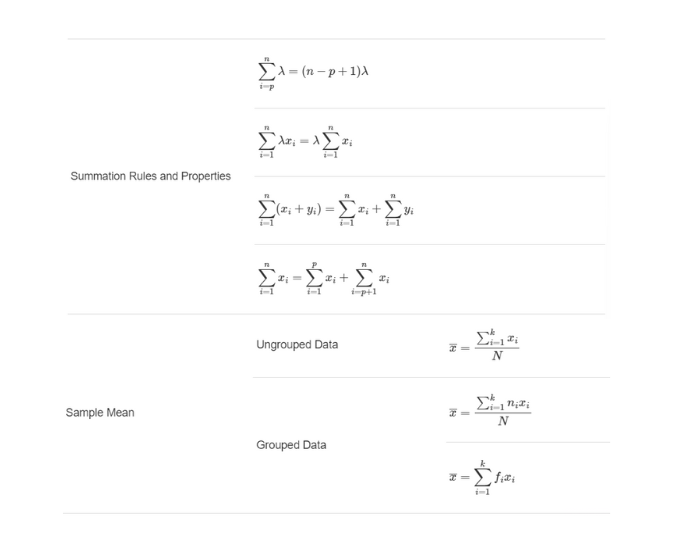 Summation Rules and Properties
\sum_{i=p}^{n} \lambda = (n - p + 1)\lambda
\sum_{i=1}^{n} \lambda x_i = \lambda \sum_{i=1}^{n} x_i
\sum_{i=1}^{n} (x_i + y_i) = \sum_{i=1}^{n} x_i + \sum_{i=1}^{n} y_i
\sum_{i=1}^{n} x_i = \sum_{i=1}^{p} x_i + \sum_{i=p+1}^{n} x_i
Sample Mean
Ungrouped Data
\overline{x} = \frac{\sum_{i=1}^{k} x_i}{N}
Grouped Data
\overline{x} = \frac{\sum_{i=1}^{k} n_i x_i}{N}
\overline{x} = \sum_{i=1}^{k} f_i x_i